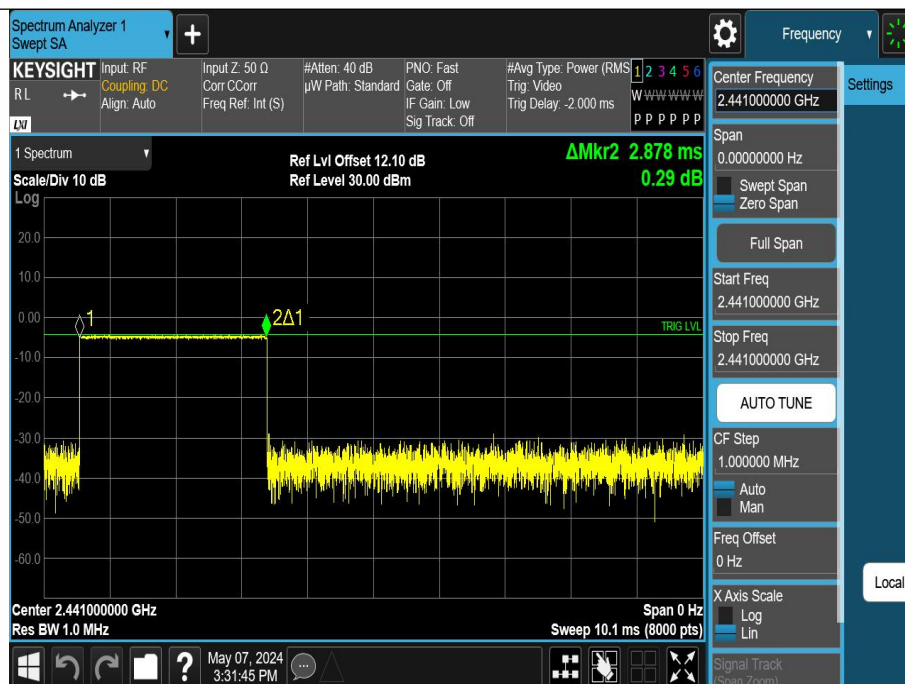 Spectrum Analyzer 1
Swept SA
▼
+
Frequency
▼
KEYSIGHT
RL
LXI
Input: RF
Coupling: DC
Align: Auto
Input Z: 50 Ω
Corr CCorr
Freq Ref: Int (S)
#Atten: 40 dB
µW Path: Standard
PNO: Fast
Gate: Off
IF Gain: Low
Sig Track: Off
#Avg Type: Power (RMS
Trig: Video
Trig Delay: -2.000 ms
1 2 3 4 5 6
W W W W W W
P P P P P P
1 Spectrum ▼
Scale/Div 10 dB
Log
Ref Lvl Offset 12.10 dB
Ref Level 30.00 dBm
ΔMkr2 2.878 ms
0.29 dB
20.0
10.0
0.00
1
2Δ1
TRIG LVL
-10.0
-20.0
-30.0
-40.0
-50.0
-60.0
Center 2.441000000 GHz
Res BW 1.0 MHz
Span 0 Hz
Sweep 10.1 ms (8000 pts)
Center Frequency
2.441000000 GHz
Span
0.00000000 Hz
Swept Span
Zero Span
Full Span
Start Freq
2.441000000 GHz
Stop Freq
2.441000000 GHz
AUTO TUNE
CF Step
1.000000 MHz
Auto
Man
Freq Offset
0 Hz
X Axis Scale
Log
Lin
Signal Track
(Span Zoom)
Settings
Local
?
May 07, 2024
3:31:45 PM